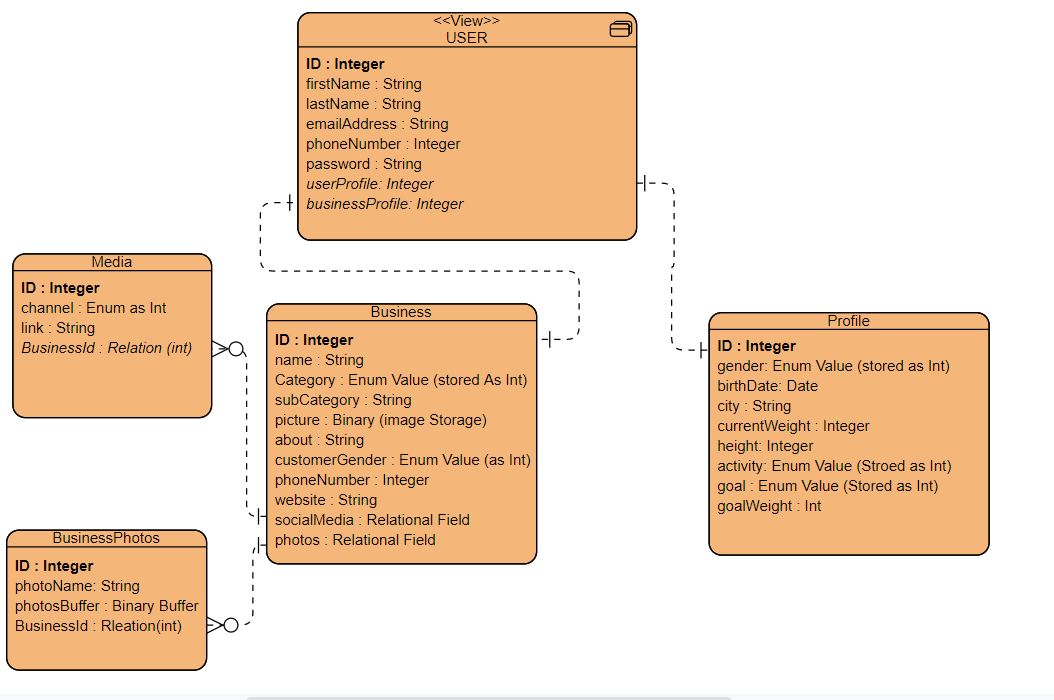 <<View>>
USER
ID : Integer
firstName : String
lastName : String
emailAddress : String
phoneNumber : Integer
password : String
userProfile: Integer
businessProfile: Integer
Media
ID : Integer
channel : Enum as Int
link : String
BusinessId : Relation (int)
Business
ID : Integer
name : String
Category : Enum Value (stored As Int)
subCategory : String
picture : Binary (image Storage)
about : String
customerGender : Enum Value (as Int)
phoneNumber : Integer
website : String
socialMedia : Relational Field
photos : Relational Field
Profile
ID : Integer
gender: Enum Value (stored as Int)
birthDate: Date
city : String
currentWeight : Integer
height: Integer
activity: Enum Value (Stroed as Int)
goal : Enum Value (Stored as Int)
goalWeight : Int
BusinessPhotos
ID : Integer
photoName: String
photosBuffer : Binary Buffer
BusinessId : Rleation(int)